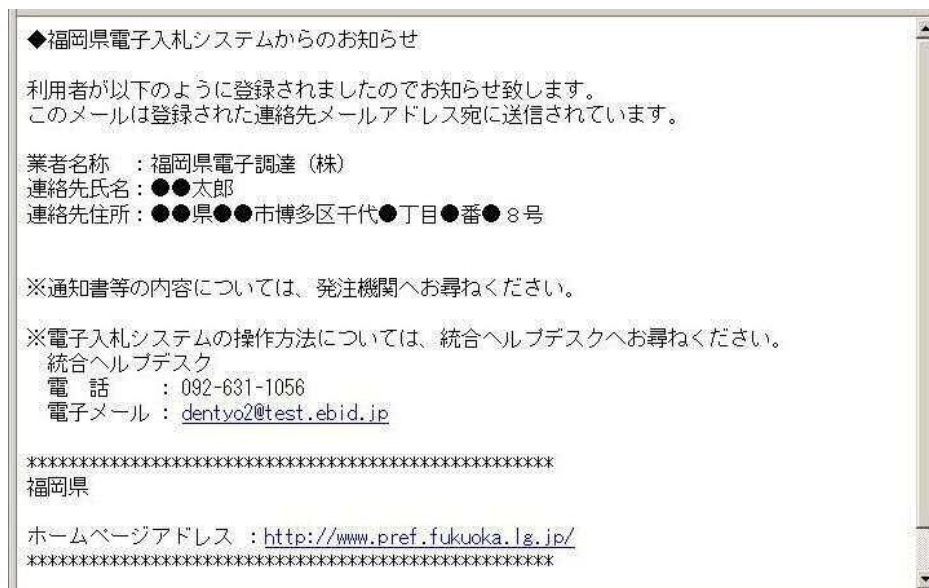 ◆福岡県電子入札システムからのお知らせ
利用者が以下のように登録されましたのでお知らせ致します。
このメールは登録された連絡先メールアドレス宛に送信されています。
業者名称　：福岡県電子調達（株）
連絡先氏名：●●太郎
連絡先住所：●●県●●市博多区千代●丁目●番●８号
※通知書等の内容については、発注機関へお尋ねください。
※電子入札システムの操作方法については、統合ヘルプデスクへお尋ねください。
統合ヘルプデスク
電　話　　：092-631-1056
電子メール：dentyo2@test.ebid.jp
***************************************************
福岡県
ホームページアドレス　：http://www.pref.fukuoka.lg.jp/
***************************************************